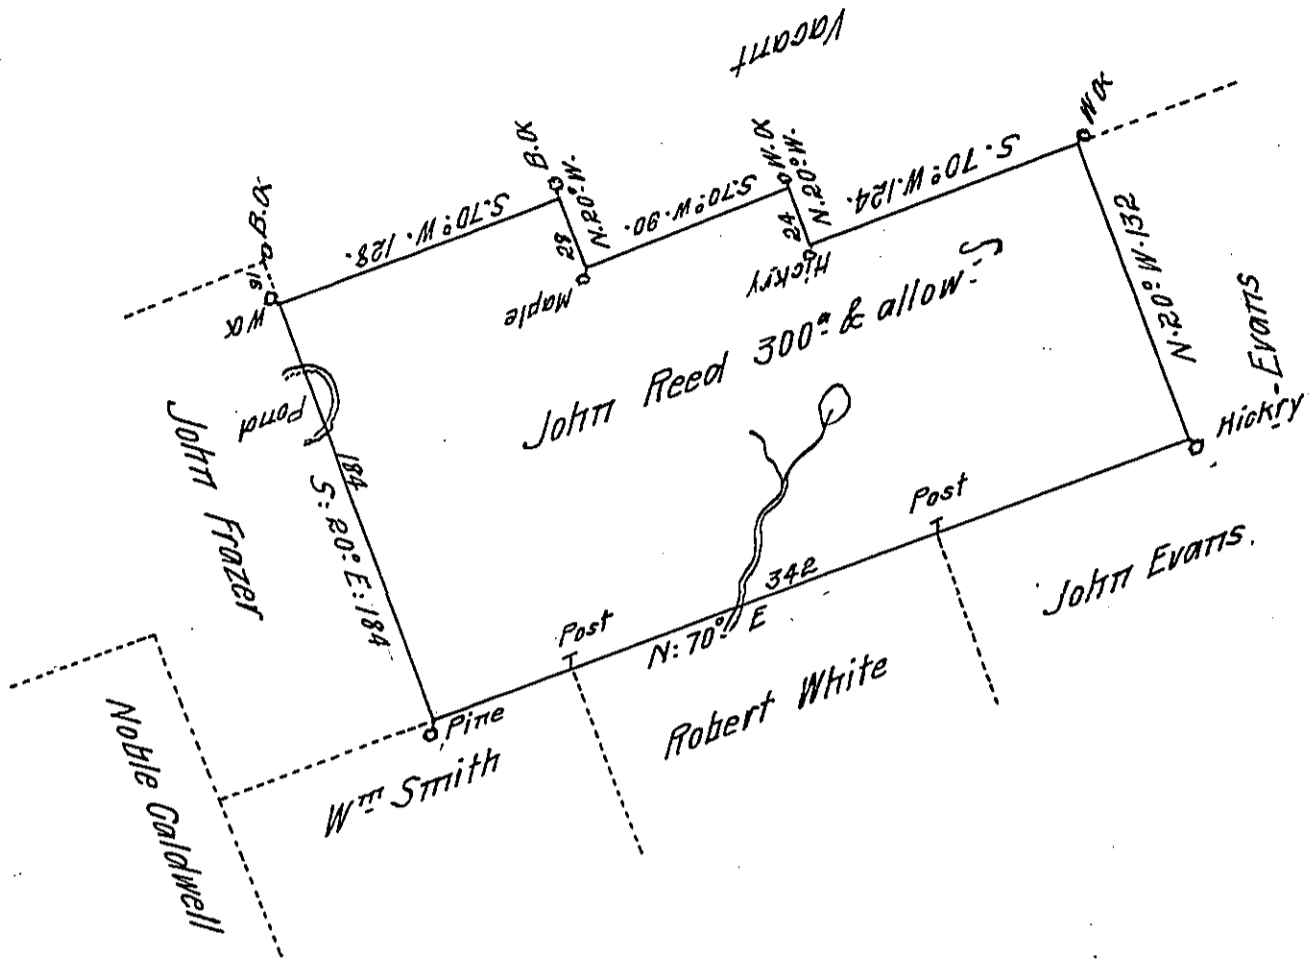 Vacant
W α
B. α
W. α
B. α
16
W α
S. 70° W. 128.
28
N. 20° W.
S. 70° W. 90.
24
N. 20° W.
S. 70° W. 124.
N. 20° W. 132
Maple
Hickry
John Reed 300ª & allow-
Pond
John Frazer
184
S: 20° E: 184
Evans
Hickry
Post
342
N: 70° E
Post
John Evans.
Robert White
Pine
Wm Smith
Noble Caldwell